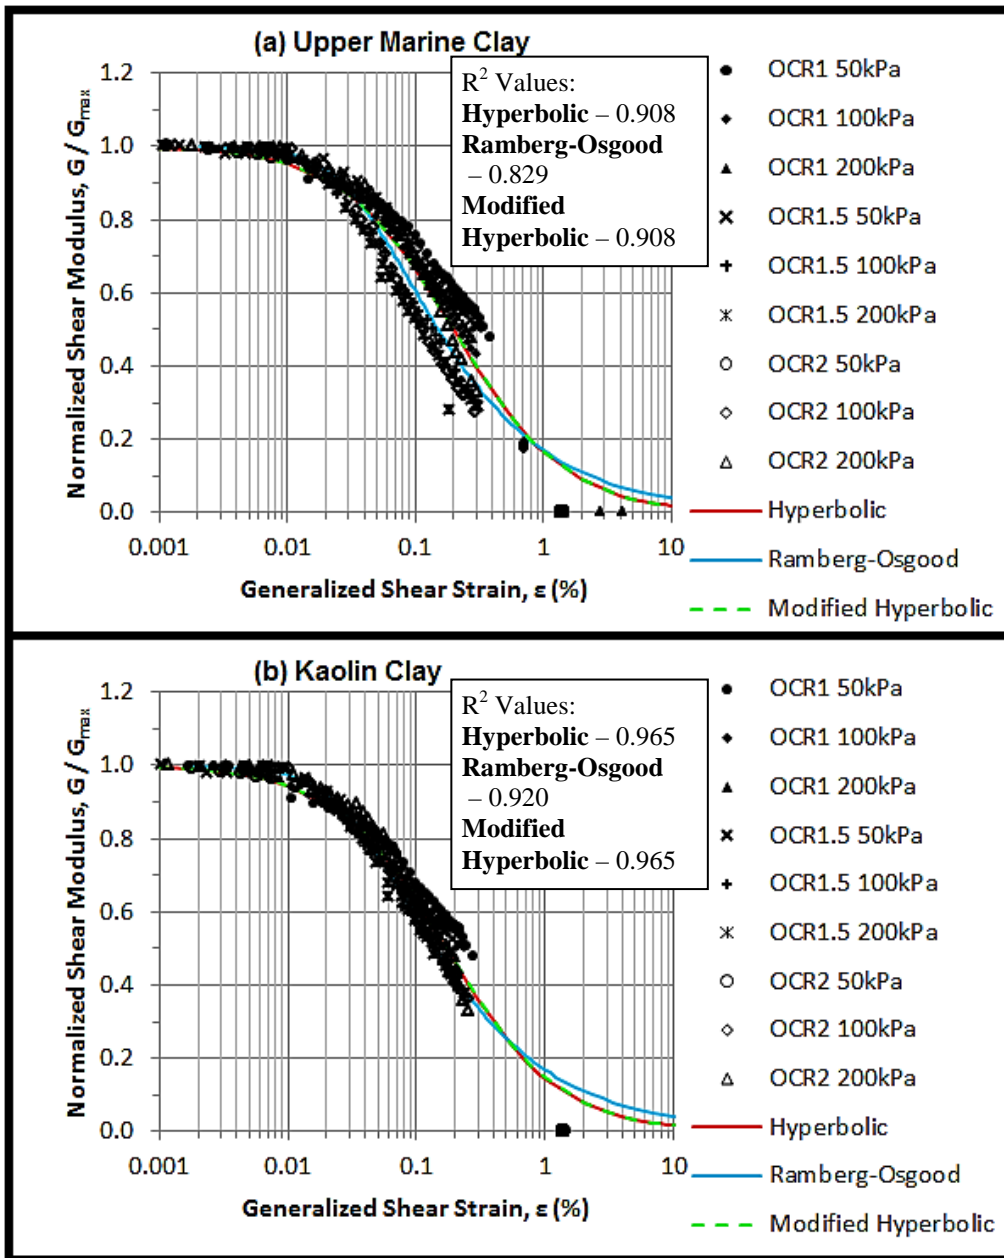 (a) Upper Marine Clay
R² Values:
Hyperbolic – 0.908
Ramberg-Osgood
– 0.829
Modified
Hyperbolic – 0.908
1.2
1.0
0.8
0.6
0.4
0.2
0.0
Normalized Shear Modulus, G / Gmax
0.001
0.01
0.1
1
10
Generalized Shear Strain, ε (%)
OCR1 50kPa
OCR1 100kPa
OCR1 200kPa
OCR1.5 50kPa
OCR1.5 100kPa
OCR1.5 200kPa
OCR2 50kPa
OCR2 100kPa
OCR2 200kPa
Hyperbolic
Ramberg-Osgood
Modified Hyperbolic
(b) Kaolin Clay
R² Values:
Hyperbolic – 0.965
Ramberg-Osgood
– 0.920
Modified
Hyperbolic – 0.965
1.2
1.0
0.8
0.6
0.4
0.2
0.0
Normalized Shear Modulus, G / Gmax
0.001
0.01
0.1
1
10
Generalized Shear Strain, ε (%)
OCR1 50kPa
OCR1 100kPa
OCR1 200kPa
OCR1.5 50kPa
OCR1.5 100kPa
OCR1.5 200kPa
OCR2 50kPa
OCR2 100kPa
OCR2 200kPa
Hyperbolic
Ramberg-Osgood
Modified Hyperbolic